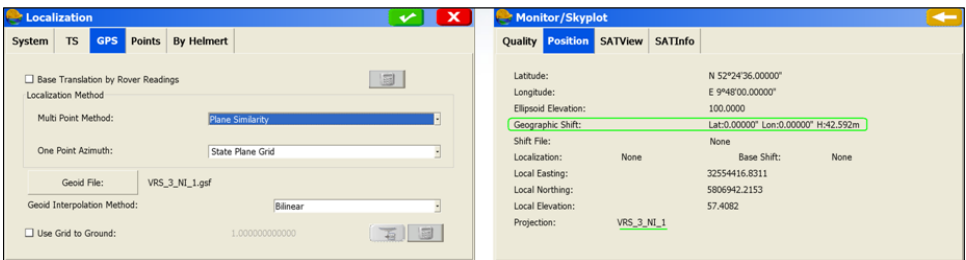 Localization
System TS GPS Points By Helmert
Base Translation by Rover Readings
Localization Method
Multi Point Method: Plane Similarity
One Point Azimuth: State Plane Grid
Geoid File: VRS_3_NI_1.gsf
Geoid Interpolation Method: Bilinear
Use Grid to Ground: 1.000000000000
Monitor/Skyplot
Quality Position SATView SATInfo
Latitude: N 52°24'36.00000"
Longitude: E 9°48'00.00000"
Ellipsoid Elevation: 100.0000
Geographic Shift: Lat:0.00000" Lon:0.00000" H:42.592m
Shift File: None
Localization: None Base Shift: None
Local Easting: 32554416.8311
Local Northing: 5806942.2153
Local Elevation: 57.4082
Projection: VRS_3_NI_1